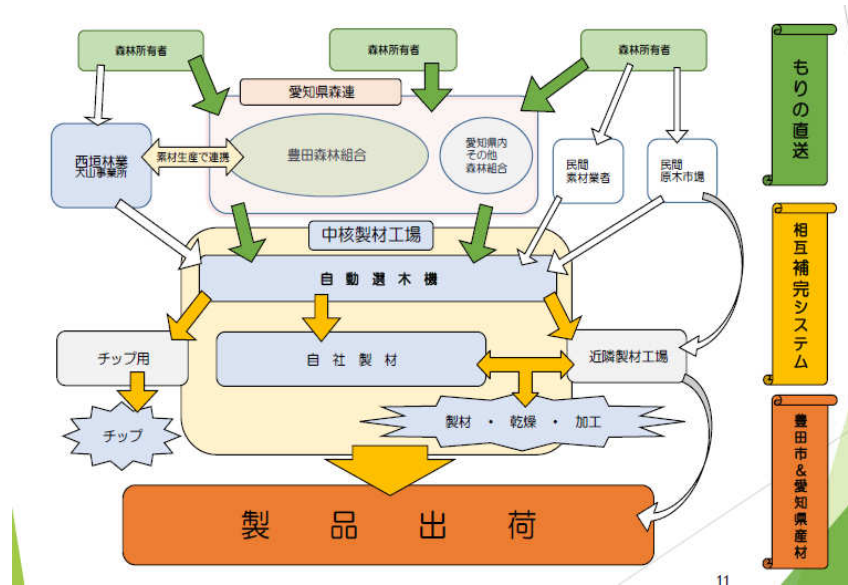 森林所有者
森林所有者
森林所有者
愛知県森連
西垣林業
犬山事業所
素材生産で連携
豊田森林組合
愛知県内
その他
森林組合
民間
素材業者
民間
原木市場
中核製材工場
自動選木機
チップ用
自社製材
近隣製材工場
チップ
製材・乾燥・加工
製品出荷
もりの直送
相互補完システム
豊田市&愛知県産材
11